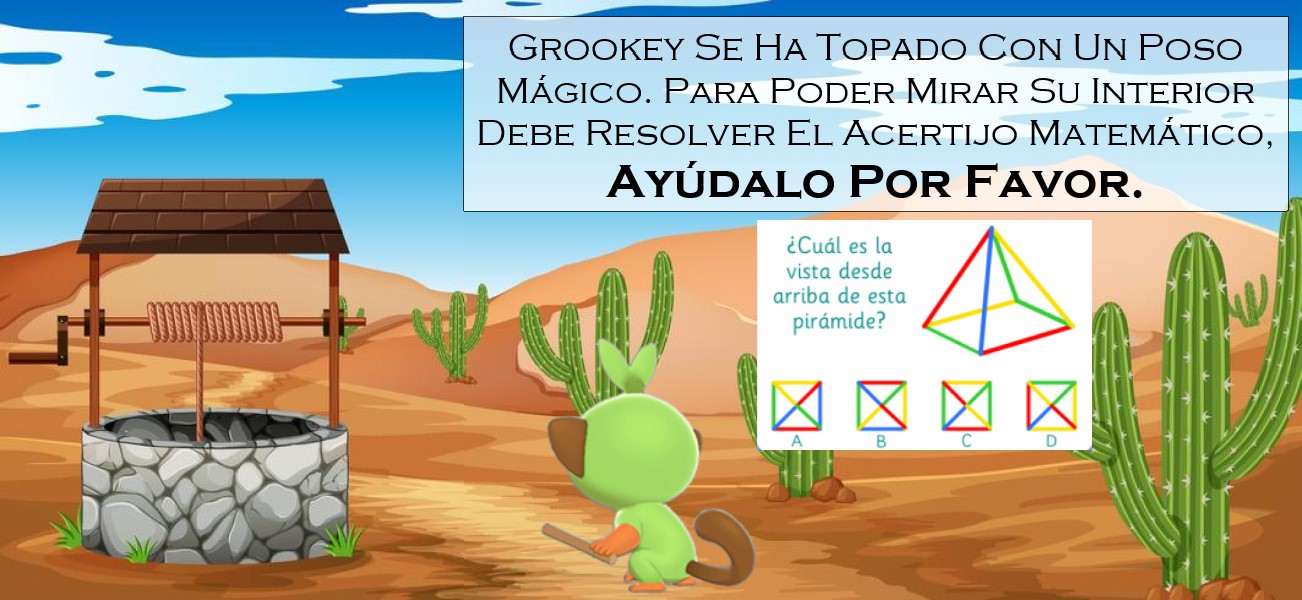 Grookey Se Ha Topado Con Un Poso
Mágico. Para Poder Mirar Su Interior
Debe Resolver El Acertijo Matemático,
Ayúdalo Por Favor.
¿Cuál es la
vista desde
arriba de esta
pirámide?
A B C D